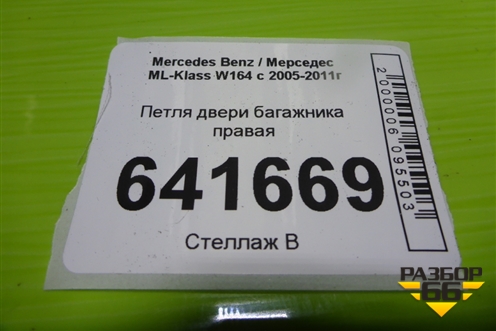 Mercedes Benz / Мерседес
ML-Klass W164 с 2005-2011г
Петля двери багажника
правая
641669
Стеллаж В
2000006095503
РАЗБОР
66